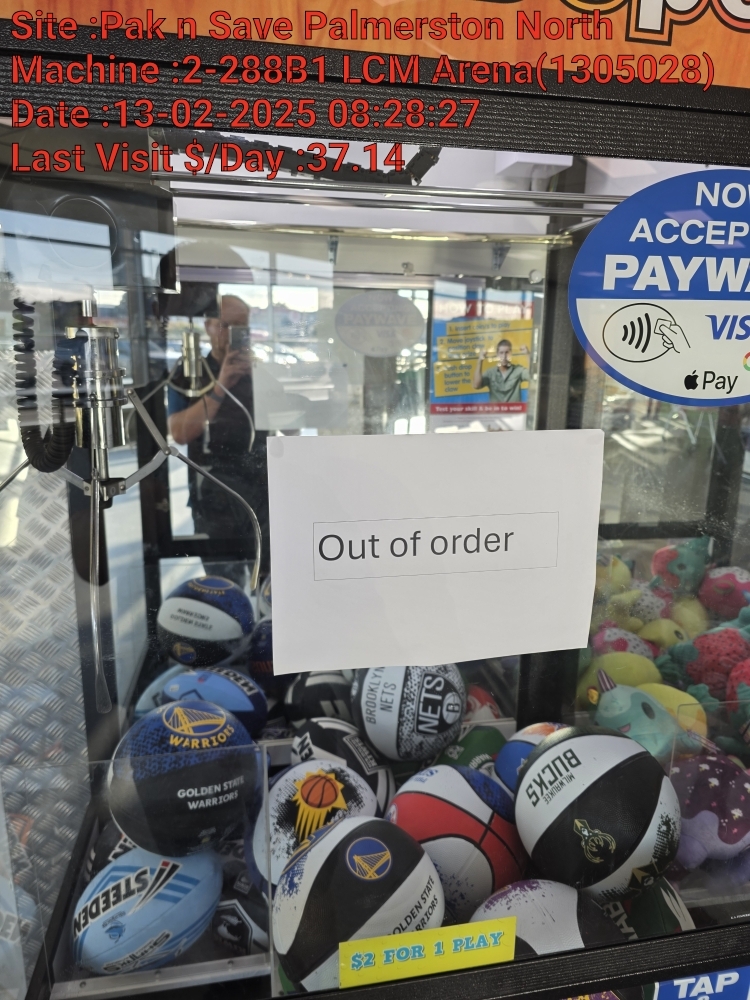 Site :Pak n Save Palmerston North
Machine :2-288B1 LCM Arena(1305028)
Date :13-02-2025 08:28:27
Last Visit $/Day :37.14
NO
ACCEP
PAYWA
VIS
Pay
Out of order
BROOKLYN
NETS
NETS
WARRIORS
GOLDEN STATE
WARRIORS
BUCKS
MILWAUKEE
STEEDEN
GOLDEN STATE
WARRIORS
$2 FOR 1 PLAY
TAP